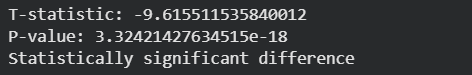 T-statistic: -9.615511535840012
P-value: 3.32421427634515e-18
Statistically significant difference